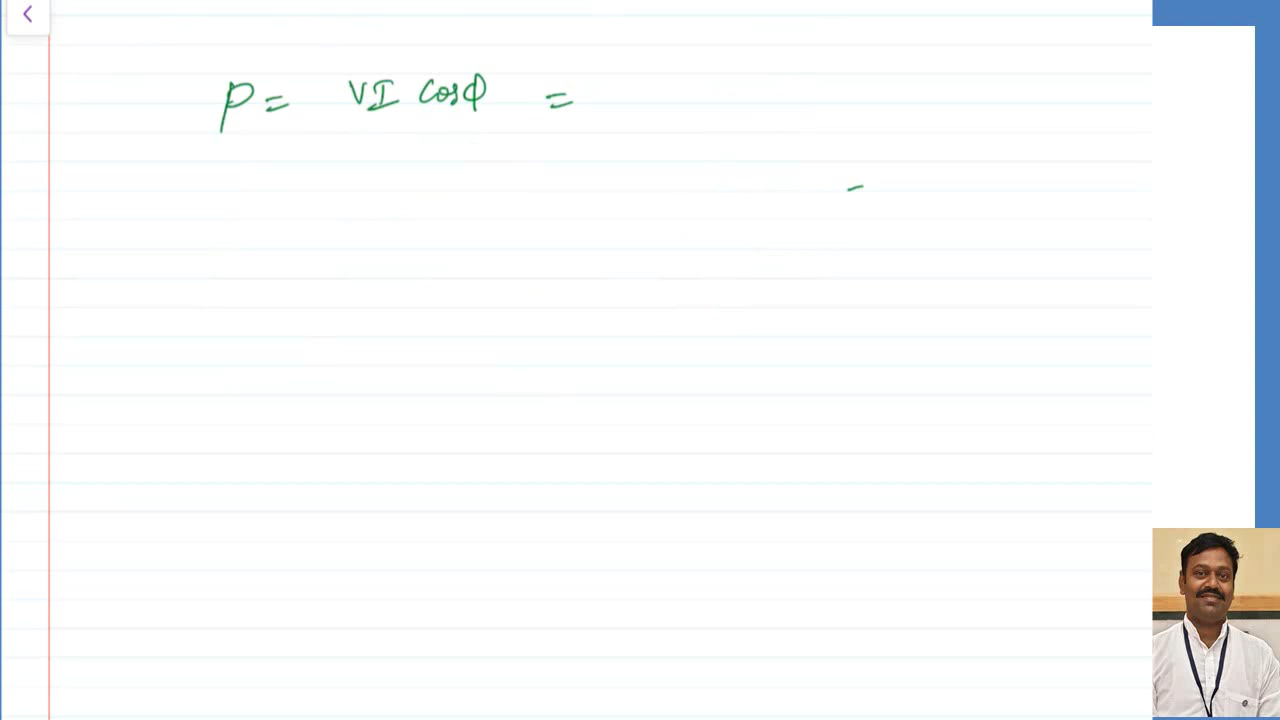 P = VI cosϕ =
-